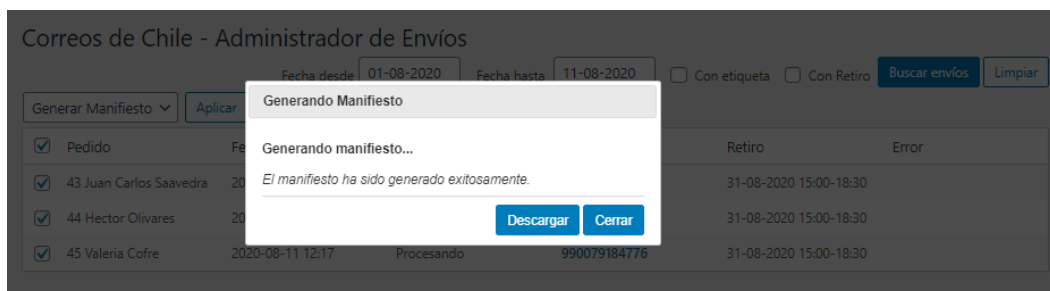 Correos de Chile - Administrador de Envíos
Fecha desde 01-08-2020 Fecha hasta 11-08-2020 Con etiqueta Con Retiro Buscar envíos Limpiar
Generar Manifiesto Aplicar
Generando Manifiesto
Generando manifiesto...
El manifiesto ha sido generado exitosamente.
Descargar Cerrar
Pedido Fe Retiro Error
43 Juan Carlos Saavedra 20 31-08-2020 15:00-18:30
44 Hector Olivares 20 31-08-2020 15:00-18:30
45 Valeria Cofre 2020-08-11 12:17 Procesando 990079184776 31-08-2020 15:00-18:30